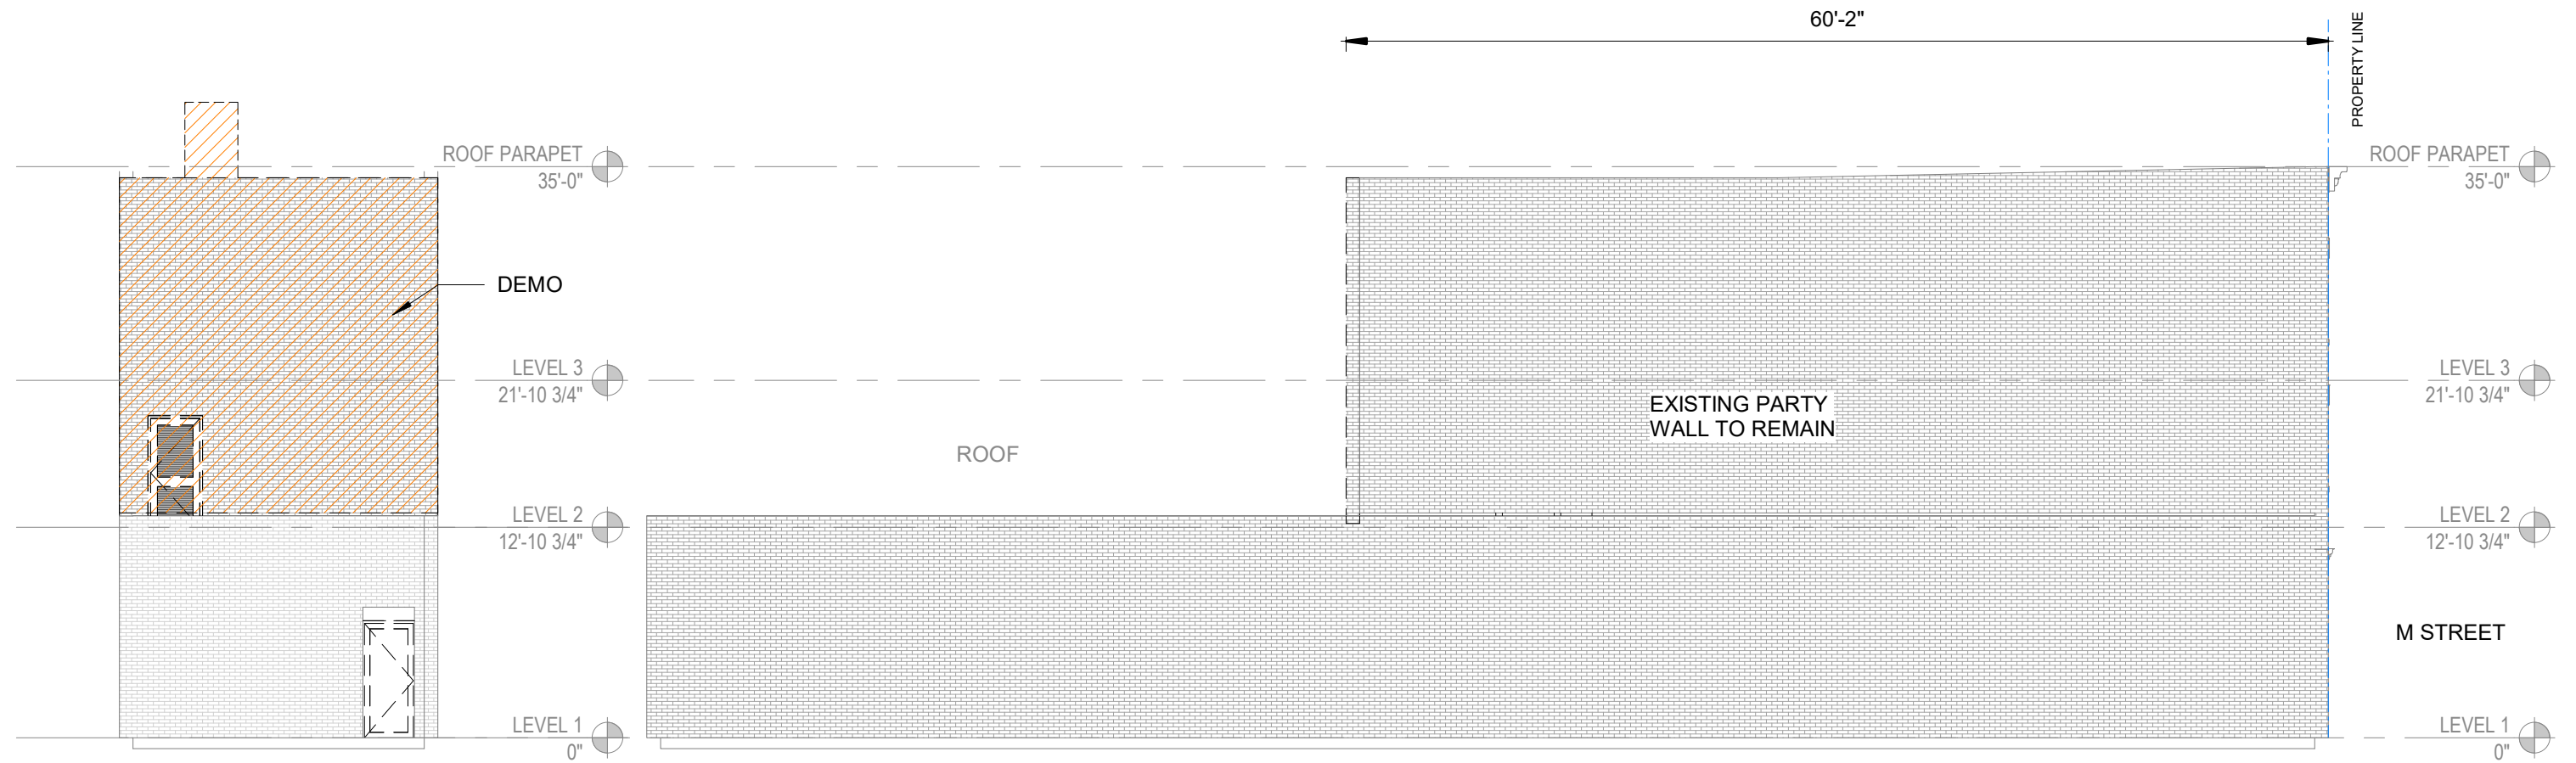 60'-2"
PROPERTY LINE
ROOF PARAPET
35'-0"
ROOF PARAPET
35'-0"
DEMO
LEVEL 3
21'-10 3/4"
LEVEL 3
21'-10 3/4"
EXISTING PARTY
WALL TO REMAIN
ROOF
LEVEL 2
12'-10 3/4"
LEVEL 2
12'-10 3/4"
M STREET
LEVEL 1
0"
LEVEL 1
0"